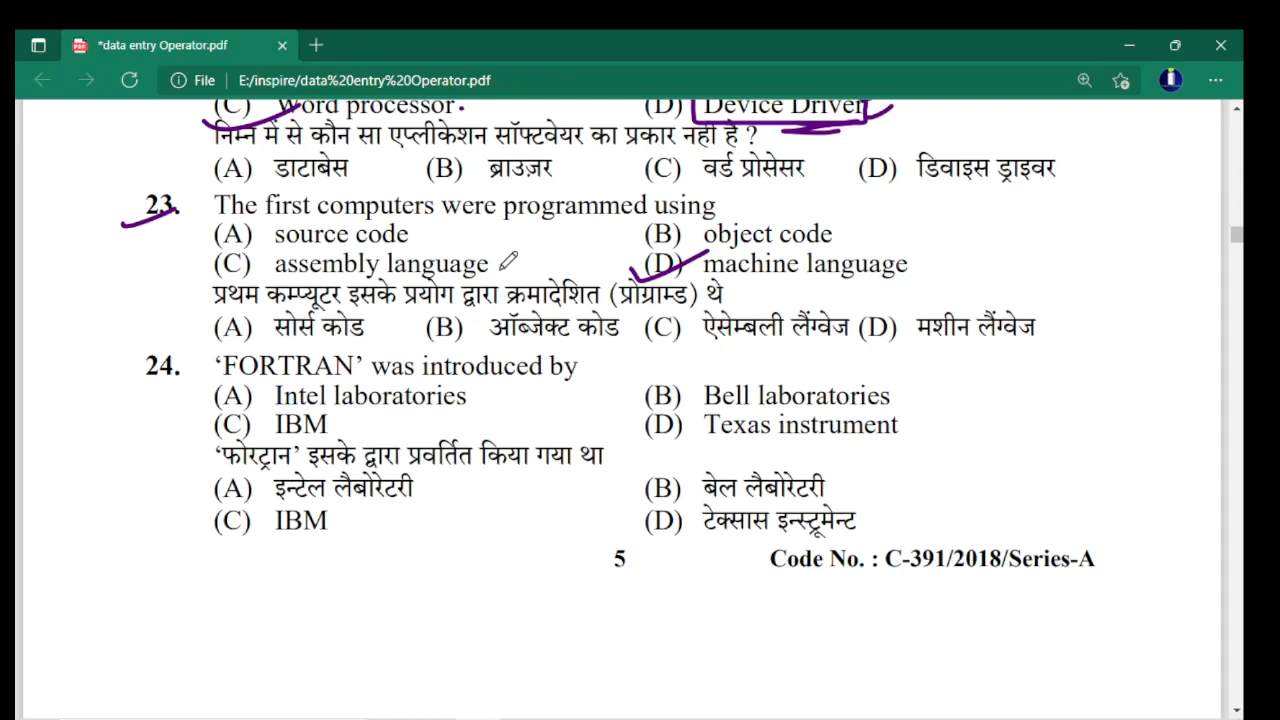 *data entry Operator.pdf
File E:/inspire/data%20entry%20Operator.pdf
(C) Word processor (D) Device Driver
निम्न में से कौन सा एप्लीकेशन सॉफ्टवेयर का प्रकार नहीं है ?
(A) डाटाबेस (B) ब्राउज़र (C) वर्ड प्रोसेसर (D) डिवाइस ड्राइवर
23. The first computers were programmed using
(A) source code (B) object code
(C) assembly language (D) machine language
प्रथम कम्प्यूटर इसके प्रयोग द्वारा क्रमादेशित (प्रोग्राम्ड) थे
(A) सोर्स कोड (B) ऑब्जेक्ट कोड (C) ऐसेम्बली लैंग्वेज (D) मशीन लैंग्वेज
24. ‘FORTRAN’ was introduced by
(A) Intel laboratories (B) Bell laboratories
(C) IBM (D) Texas instrument
‘फोरट्रान’ इसके द्वारा प्रवर्तित किया गया था
(A) इन्टेल लैबोरेटरी (B) बेल लैबोरेटरी
(C) IBM (D) टेक्सास इन्स्ट्रूमेन्ट
5 Code No. : C-391/2018/Series-A